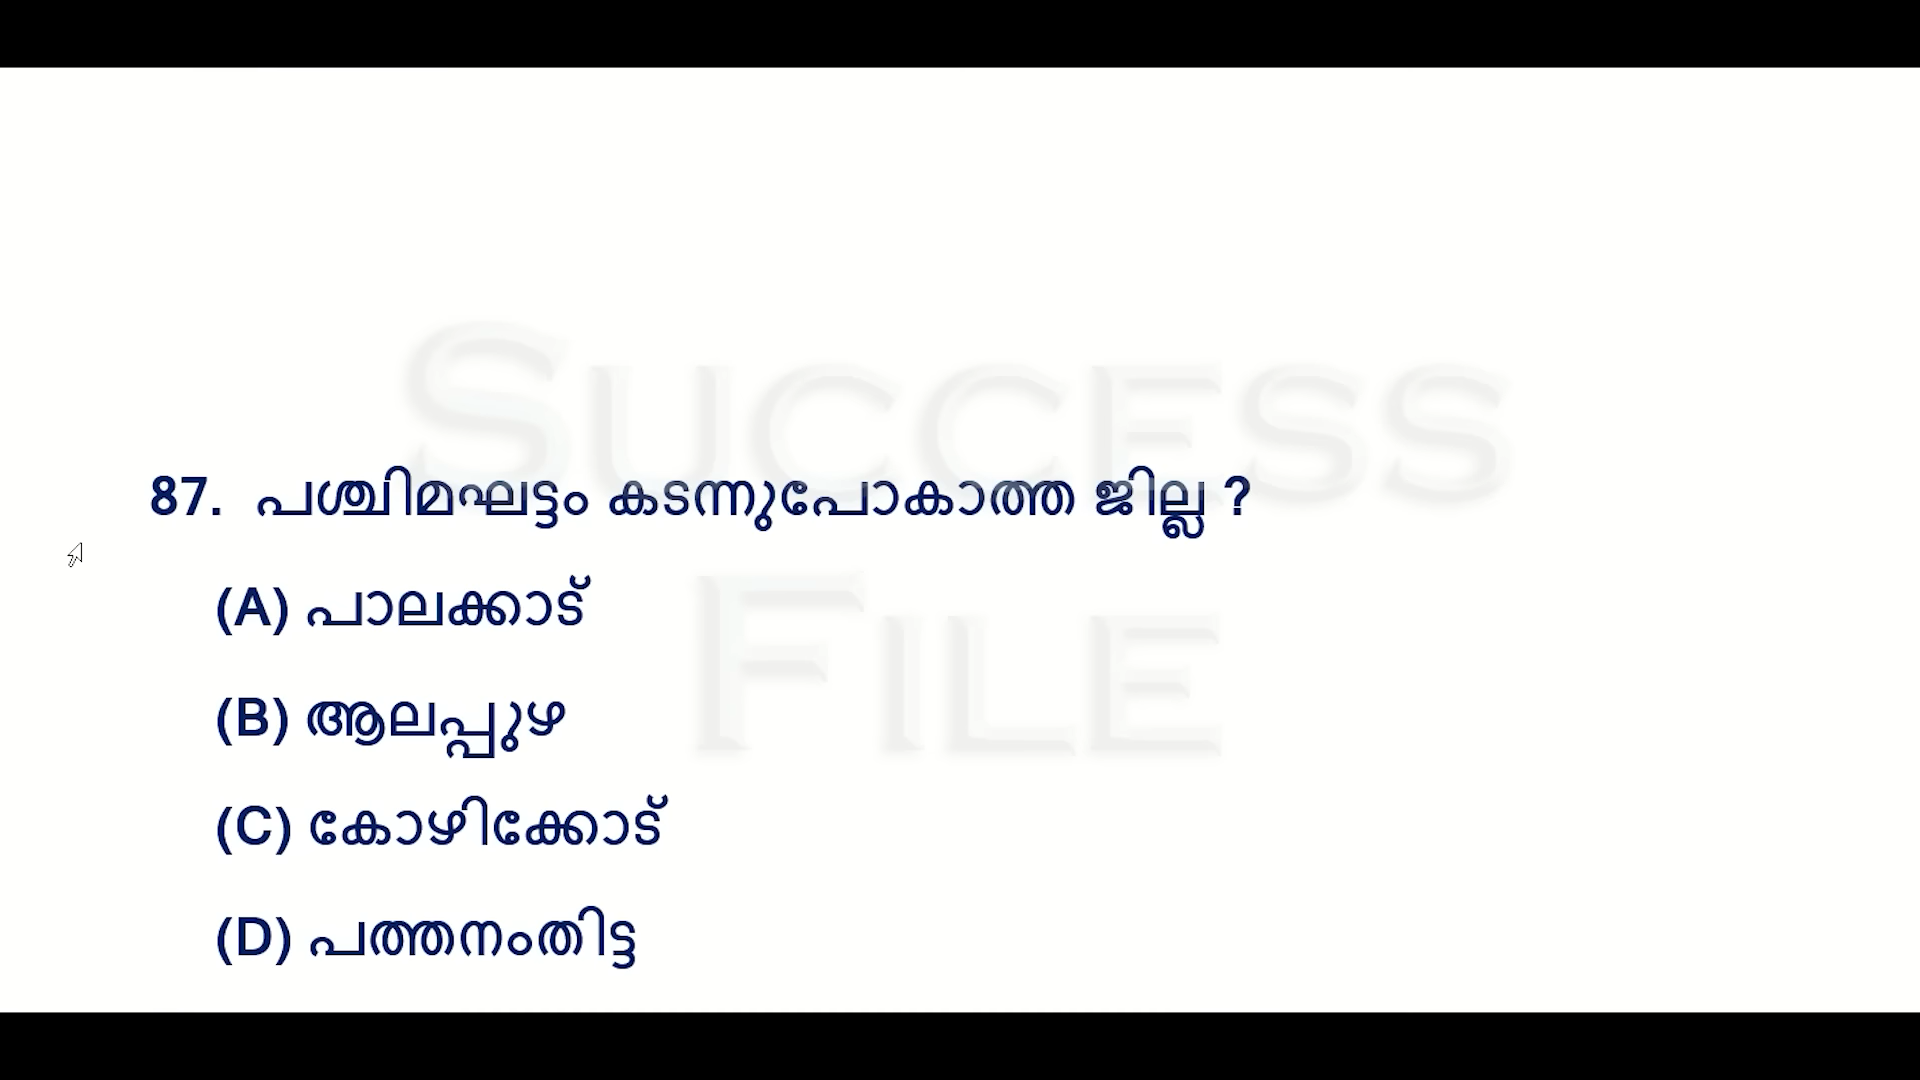 SUCCESS
FILE
87. പശ്ചിമഘട്ടം കടന്നുപോകാത്ത ജില്ല ?
(A) പാലക്കാട്
(B) ആലപ്പുഴ
(C) കോഴിക്കോട്
(D) പത്തനംതിട്ട